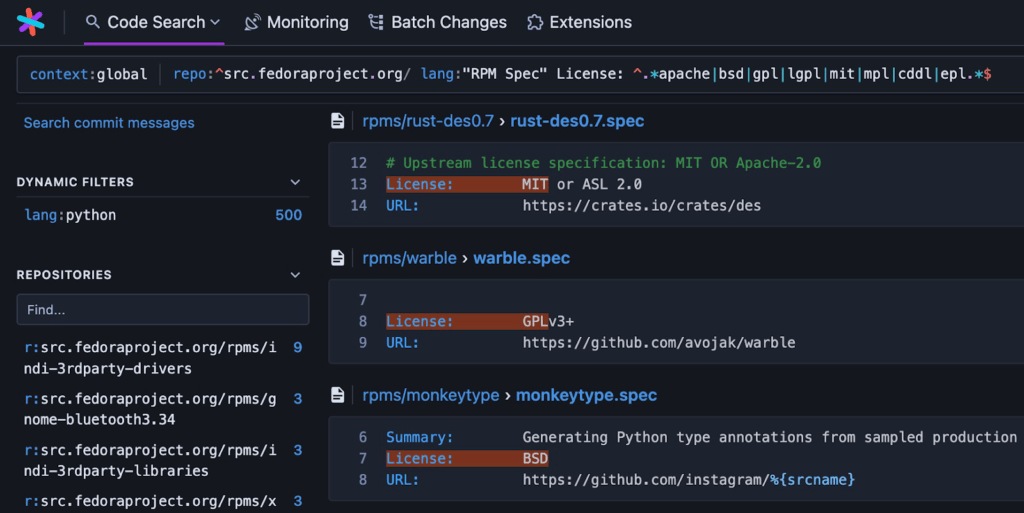 Code Search Monitoring Batch Changes Extensions
context:global repo:^src.fedoraproject.org/ lang:"RPM Spec" License: ^.*apache|bsd|gpl|lgpl|mit|mpl|cddl|epl.*$
Search commit messages
DYNAMIC FILTERS
lang:python 500
REPOSITORIES
Find...
r:src.fedoraproject.org/rpms/i 9
ndi-3rdparty-drivers
r:src.fedoraproject.org/rpms/g 3
nome-bluetooth3.34
r:src.fedoraproject.org/rpms/i 3
ndi-3rdparty-libraries
r:src.fedoraproject.org/rpms/x 3
rpms/rust-des0.7 › rust-des0.7.spec
12 # Upstream license specification: MIT OR Apache-2.0
13 License: MIT or ASL 2.0
14 URL: https://crates.io/crates/des
rpms/warble › warble.spec
7
8 License: GPLv3+
9 URL: https://github.com/avojak/warble
rpms/monkeytype › monkeytype.spec
6 Summary: Generating Python type annotations from sampled production
7 License: BSD
8 URL: https://github.com/instagram/%{srcname}